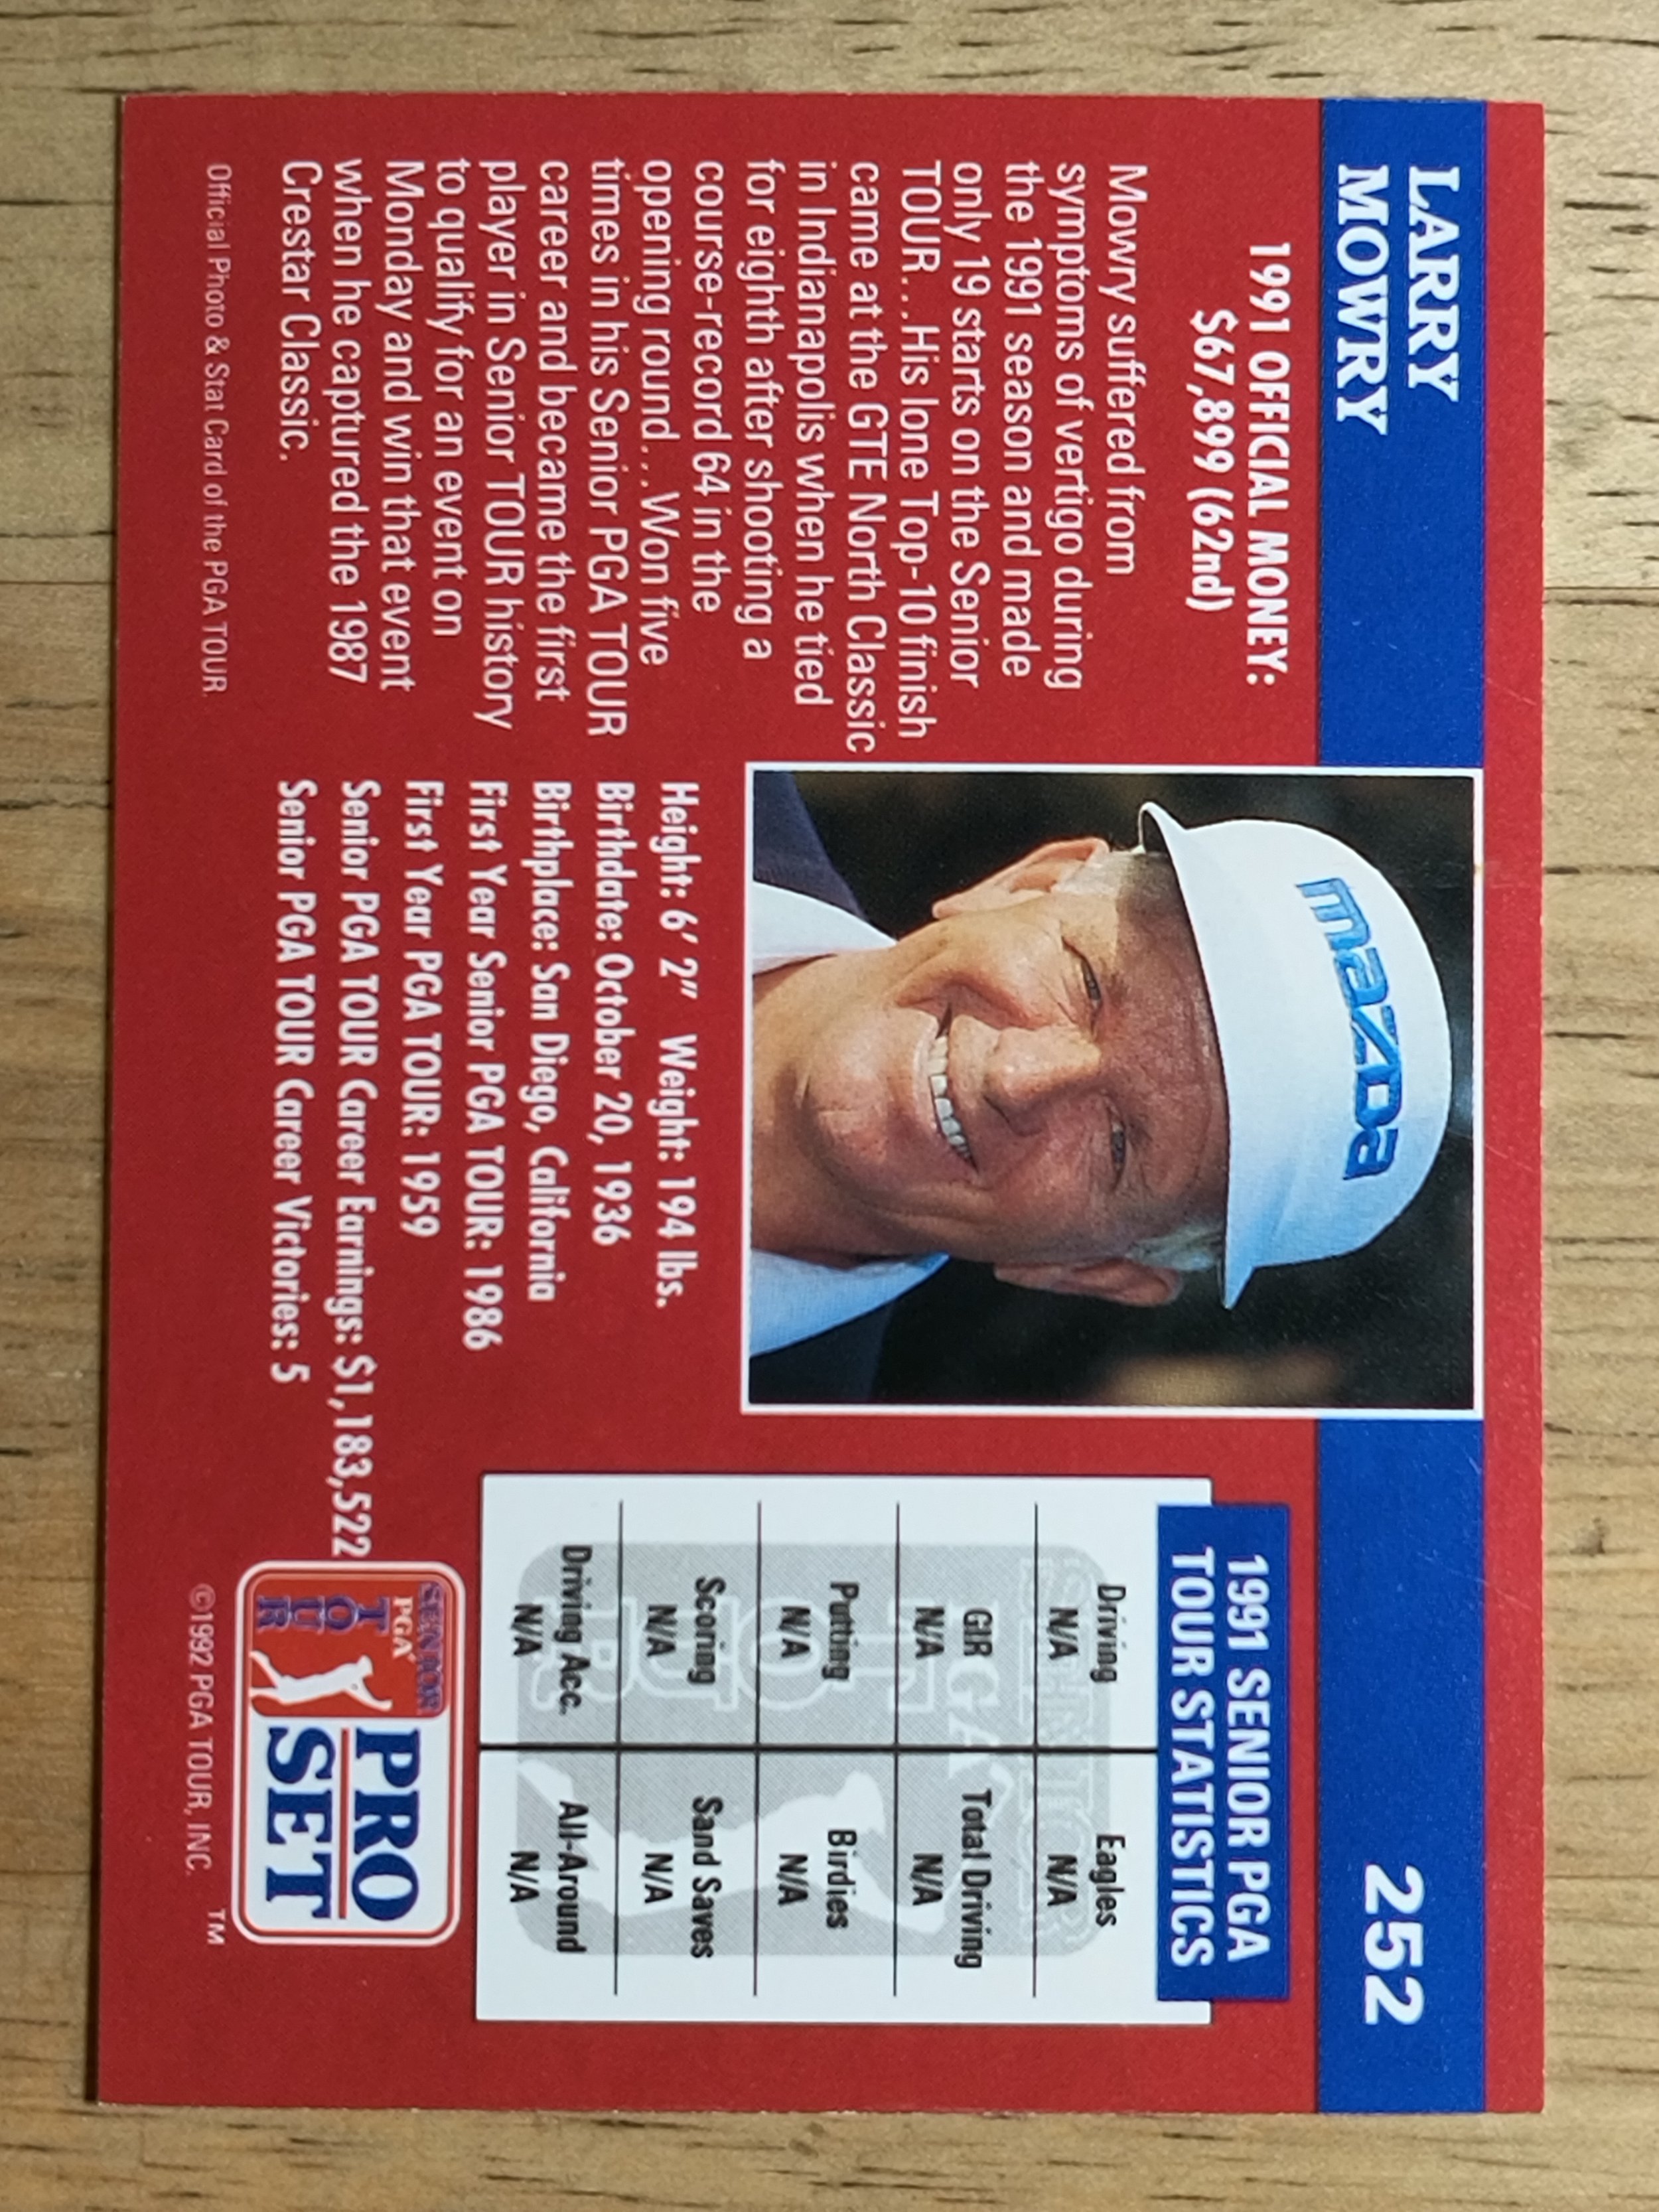 LARRY
MOWRY
252
1991 OFFICIAL MONEY:
$67,899 (62nd)
Mowry suffered from
symptoms of vertigo during
the 1991 season and made
only 19 starts on the Senior
TOUR...His lone Top-10 finish
came at the GTE North Classic
in Indianapolis when he tied
for eighth after shooting a
course-record 64 in the
opening round...Won five
times in his Senior PGA TOUR
career and became the first
player in Senior TOUR history
to qualify for an event on
Monday and win that event
when he captured the 1987
Crestar Classic.
mazda
Height: 6' 2" Weight: 194 lbs.
Birthdate: October 20, 1936
Birthplace: San Diego, California
First Year Senior PGA TOUR: 1986
First Year PGA TOUR: 1959
Senior PGA TOUR Career Earnings: $1,183,522
Senior PGA TOUR Career Victories: 5
1991 SENIOR PGA
TOUR STATISTICS
Driving Eagles
N/A N/A
GIR Total Driving
N/A N/A
Putting Birdies
N/A N/A
Scoring Sand Saves
N/A N/A
Driving Acc. All-Around
N/A N/A
SENIOR
PGA
TOUR
PRO
SET
TM
Official Photo & Stat Card of the PGA TOUR.
©1992 PGA TOUR, INC.